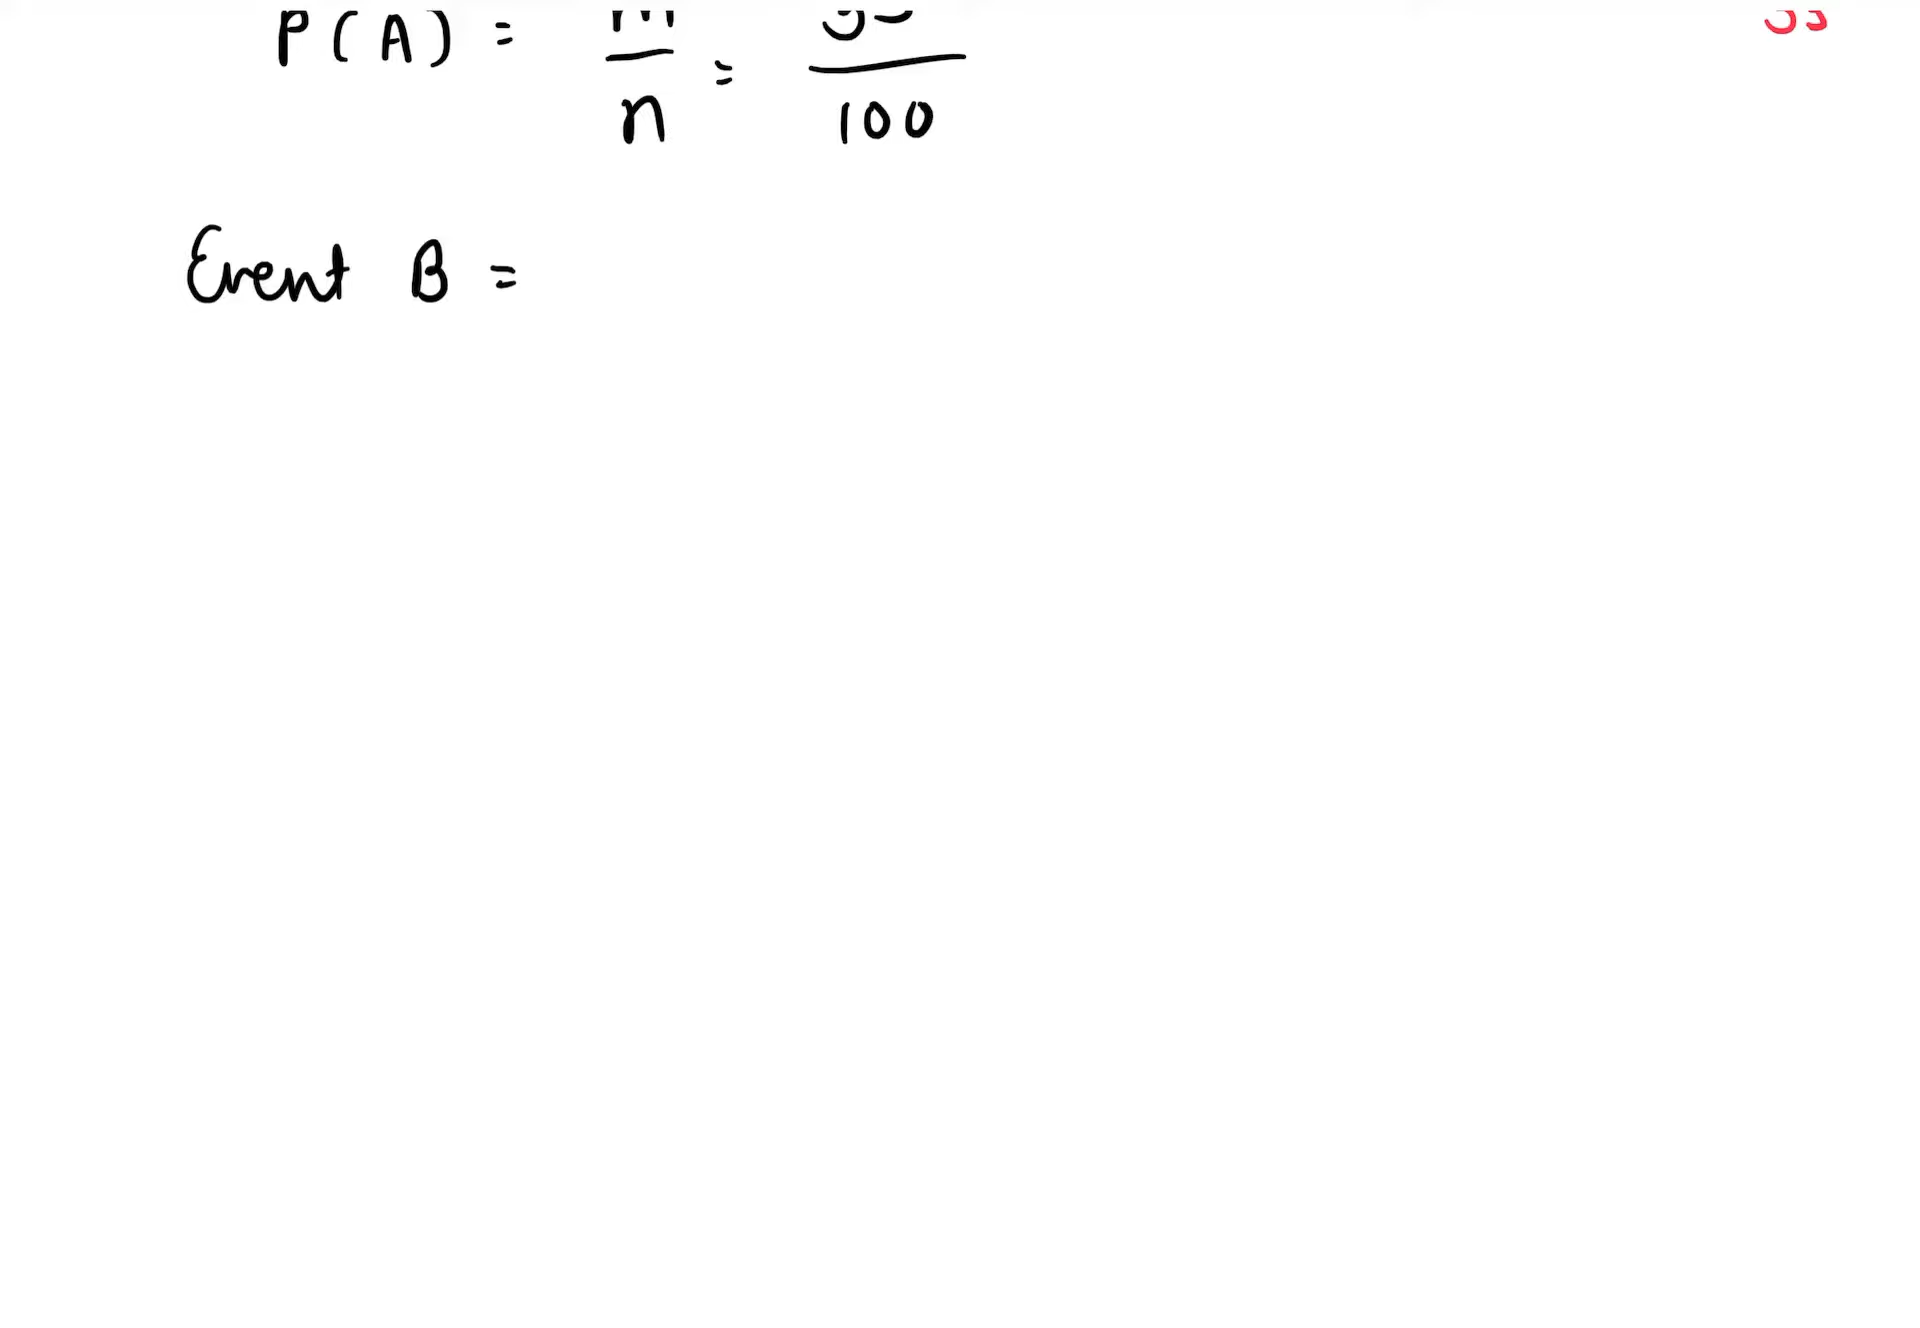 P(A) = m/n = /100
Event B =